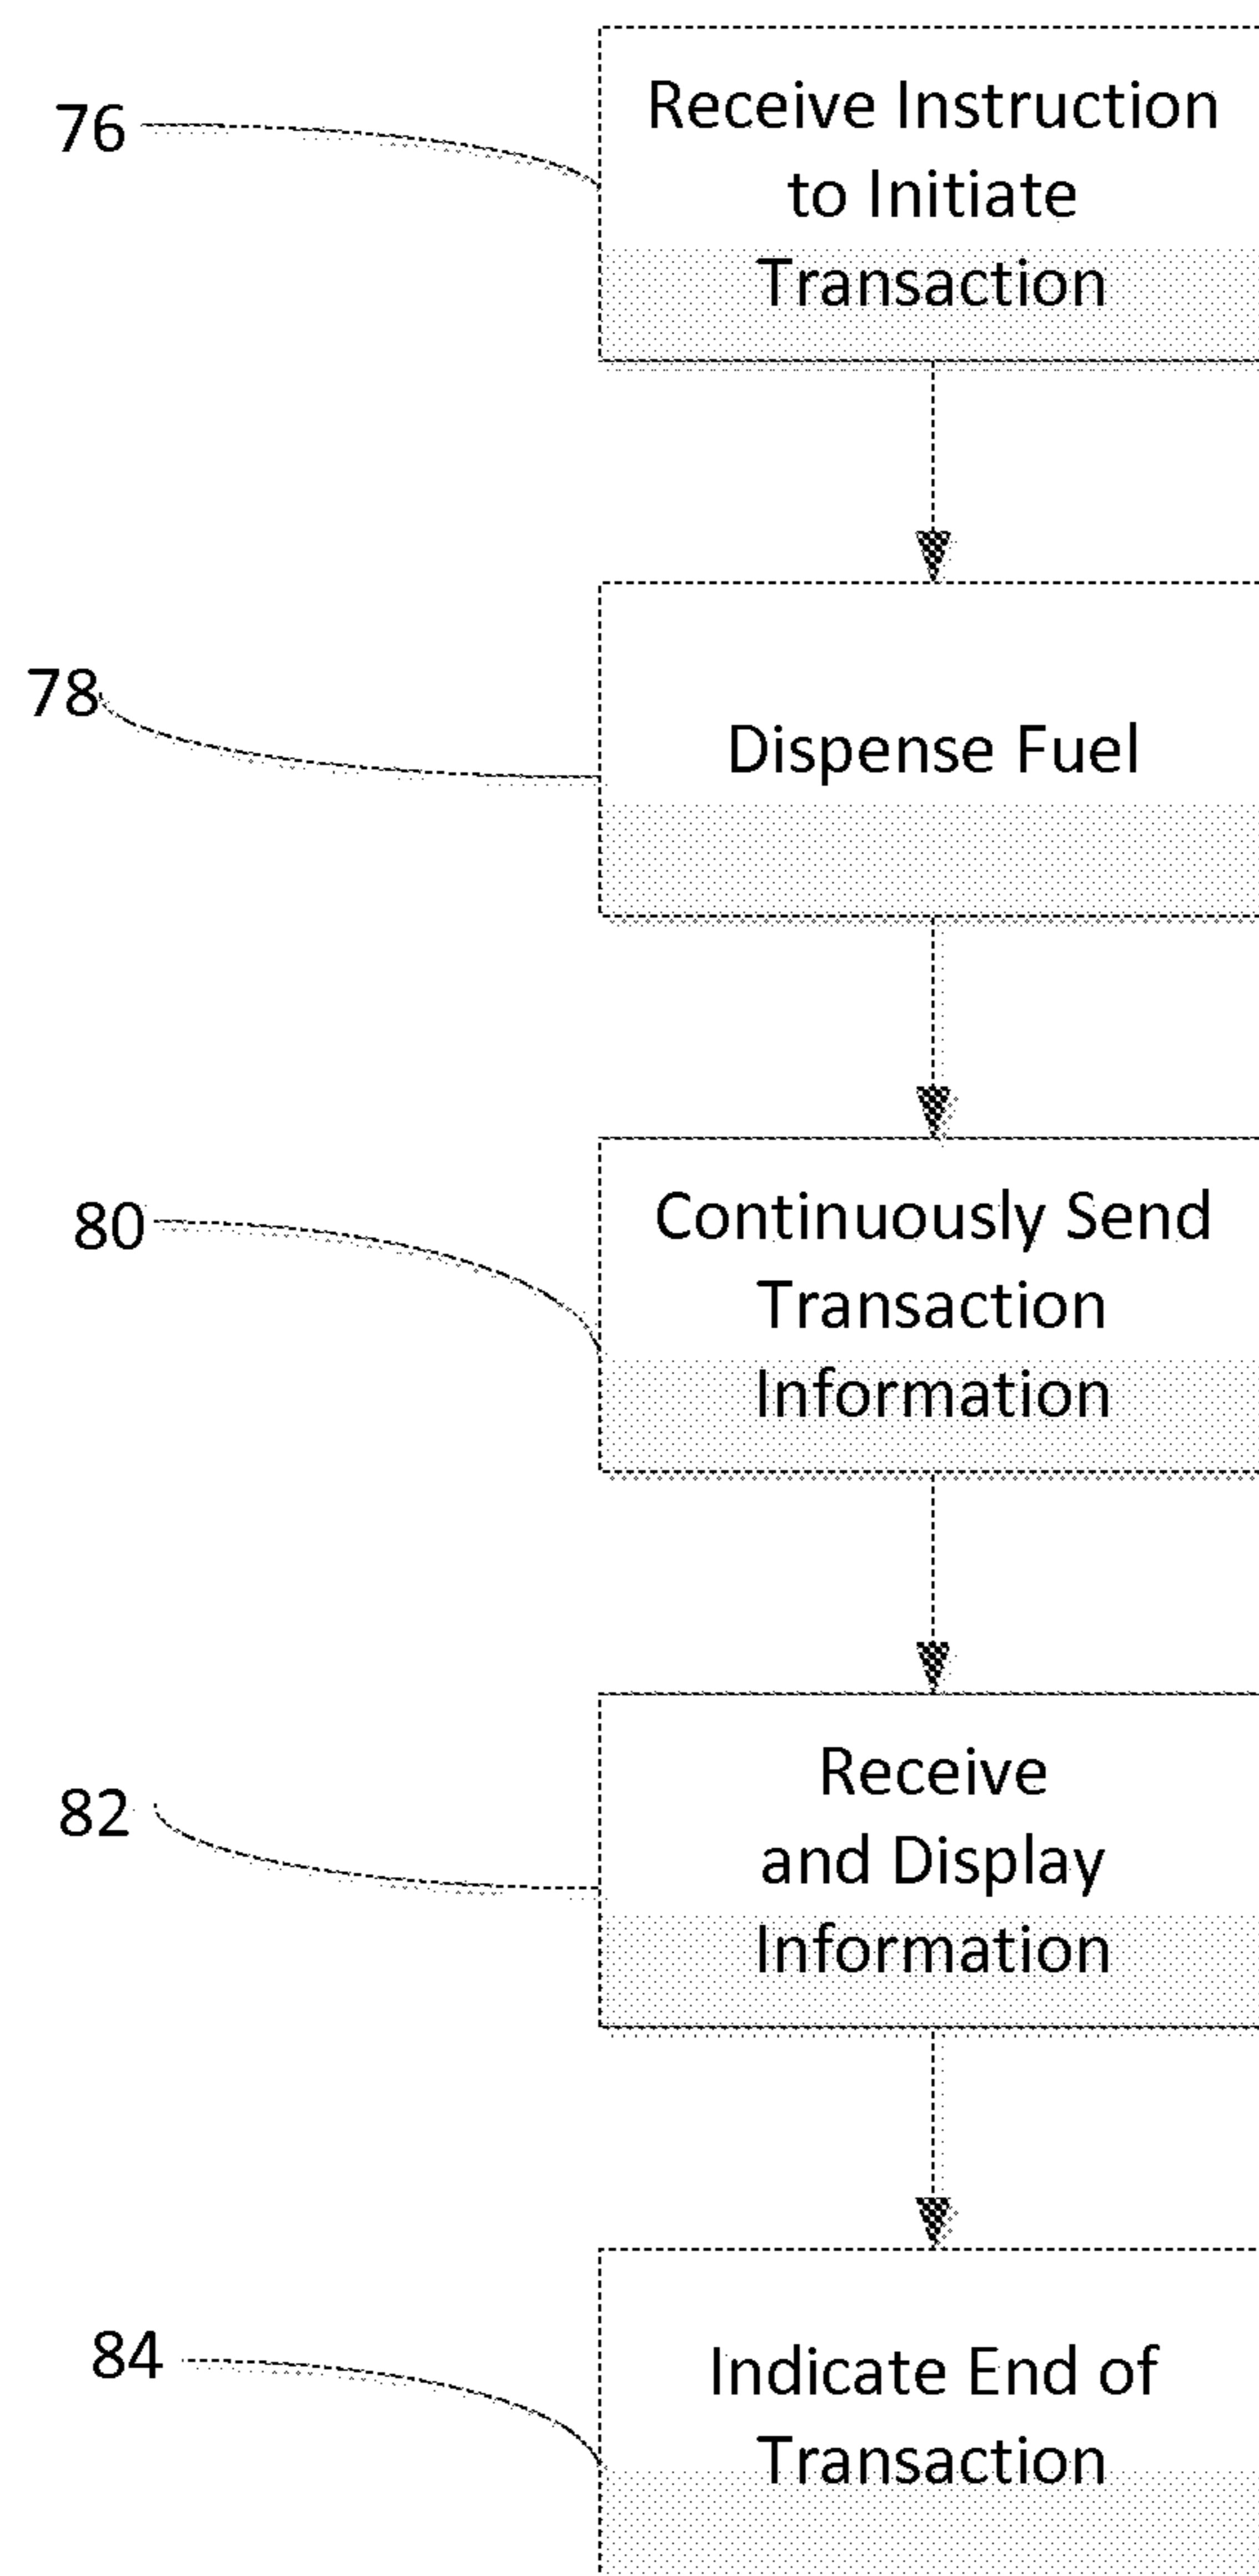 76
Receive Instruction
to Initiate
Transaction
78
Dispense Fuel
80
Continuously Send
Transaction
Information
82
Receive
and Display
Information
84
Indicate End of
Transaction